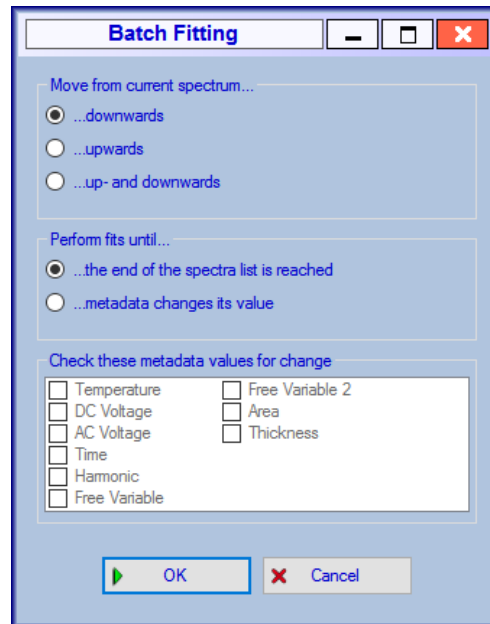 Batch Fitting
Move from current spectrum...
...downwards
...upwards
...up- and downwards
Perform fits until...
...the end of the spectra list is reached
...metadata changes its value
Check these metadata values for change
Temperature
DC Voltage
AC Voltage
Time
Harmonic
Free Variable
Free Variable 2
Area
Thickness
OK
Cancel